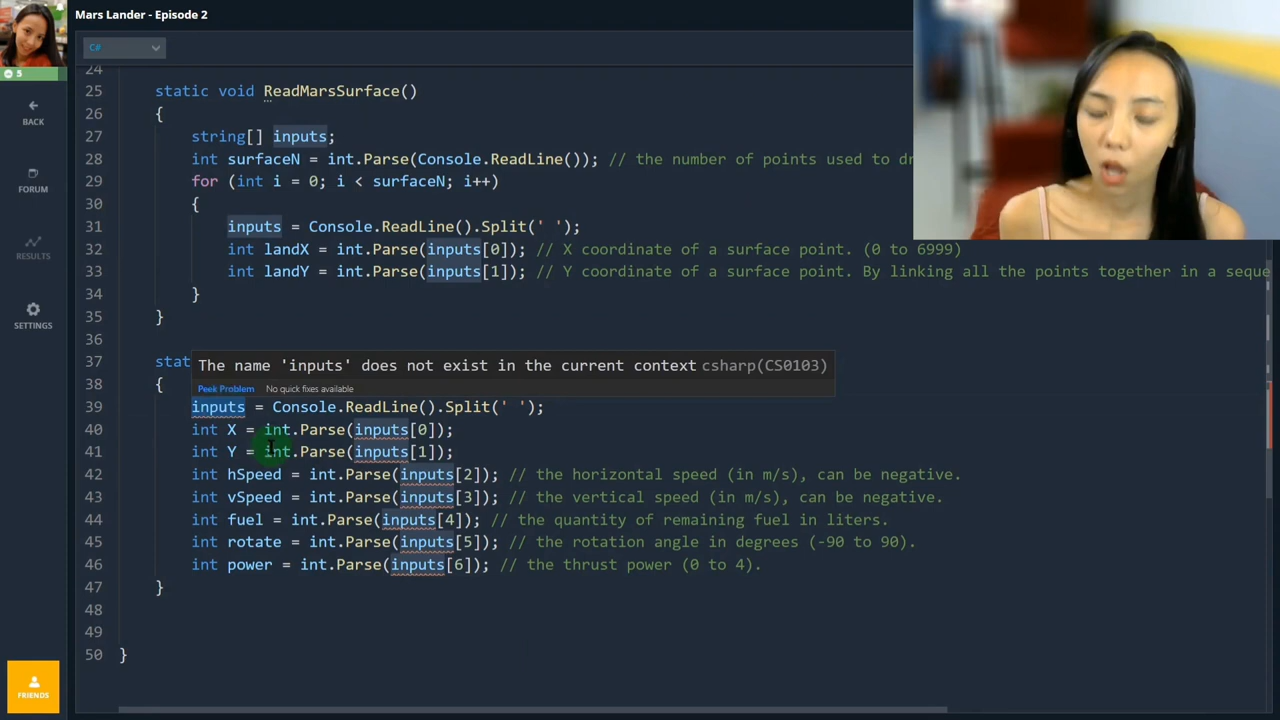 Mars Lander - Episode 2
C#
5
BACK
FORUM
RESULTS
SETTINGS
FRIENDS
24
25 static void ReadMarsSurface()
26 {
27 string[] inputs;
28 int surfaceN = int.Parse(Console.ReadLine()); // the number of points used to dr
29 for (int i = 0; i < surfaceN; i++)
30 {
31 inputs = Console.ReadLine().Split(' ');
32 int landX = int.Parse(inputs[0]); // X coordinate of a surface point. (0 to 6999)
33 int landY = int.Parse(inputs[1]); // Y coordinate of a surface point. By linking all the points together in a seque
34 }
35 }
36
The name 'inputs' does not exist in the current context csharp(CS0103)
Peek Problem No quick fixes available
37 stat
38 {
39 inputs = Console.ReadLine().Split(' ');
40 int X = int.Parse(inputs[0]);
41 int Y = int.Parse(inputs[1]);
42 int hSpeed = int.Parse(inputs[2]); // the horizontal speed (in m/s), can be negative.
43 int vSpeed = int.Parse(inputs[3]); // the vertical speed (in m/s), can be negative.
44 int fuel = int.Parse(inputs[4]); // the quantity of remaining fuel in liters.
45 int rotate = int.Parse(inputs[5]); // the rotation angle in degrees (-90 to 90).
46 int power = int.Parse(inputs[6]); // the thrust power (0 to 4).
47 }
48
49
50 }